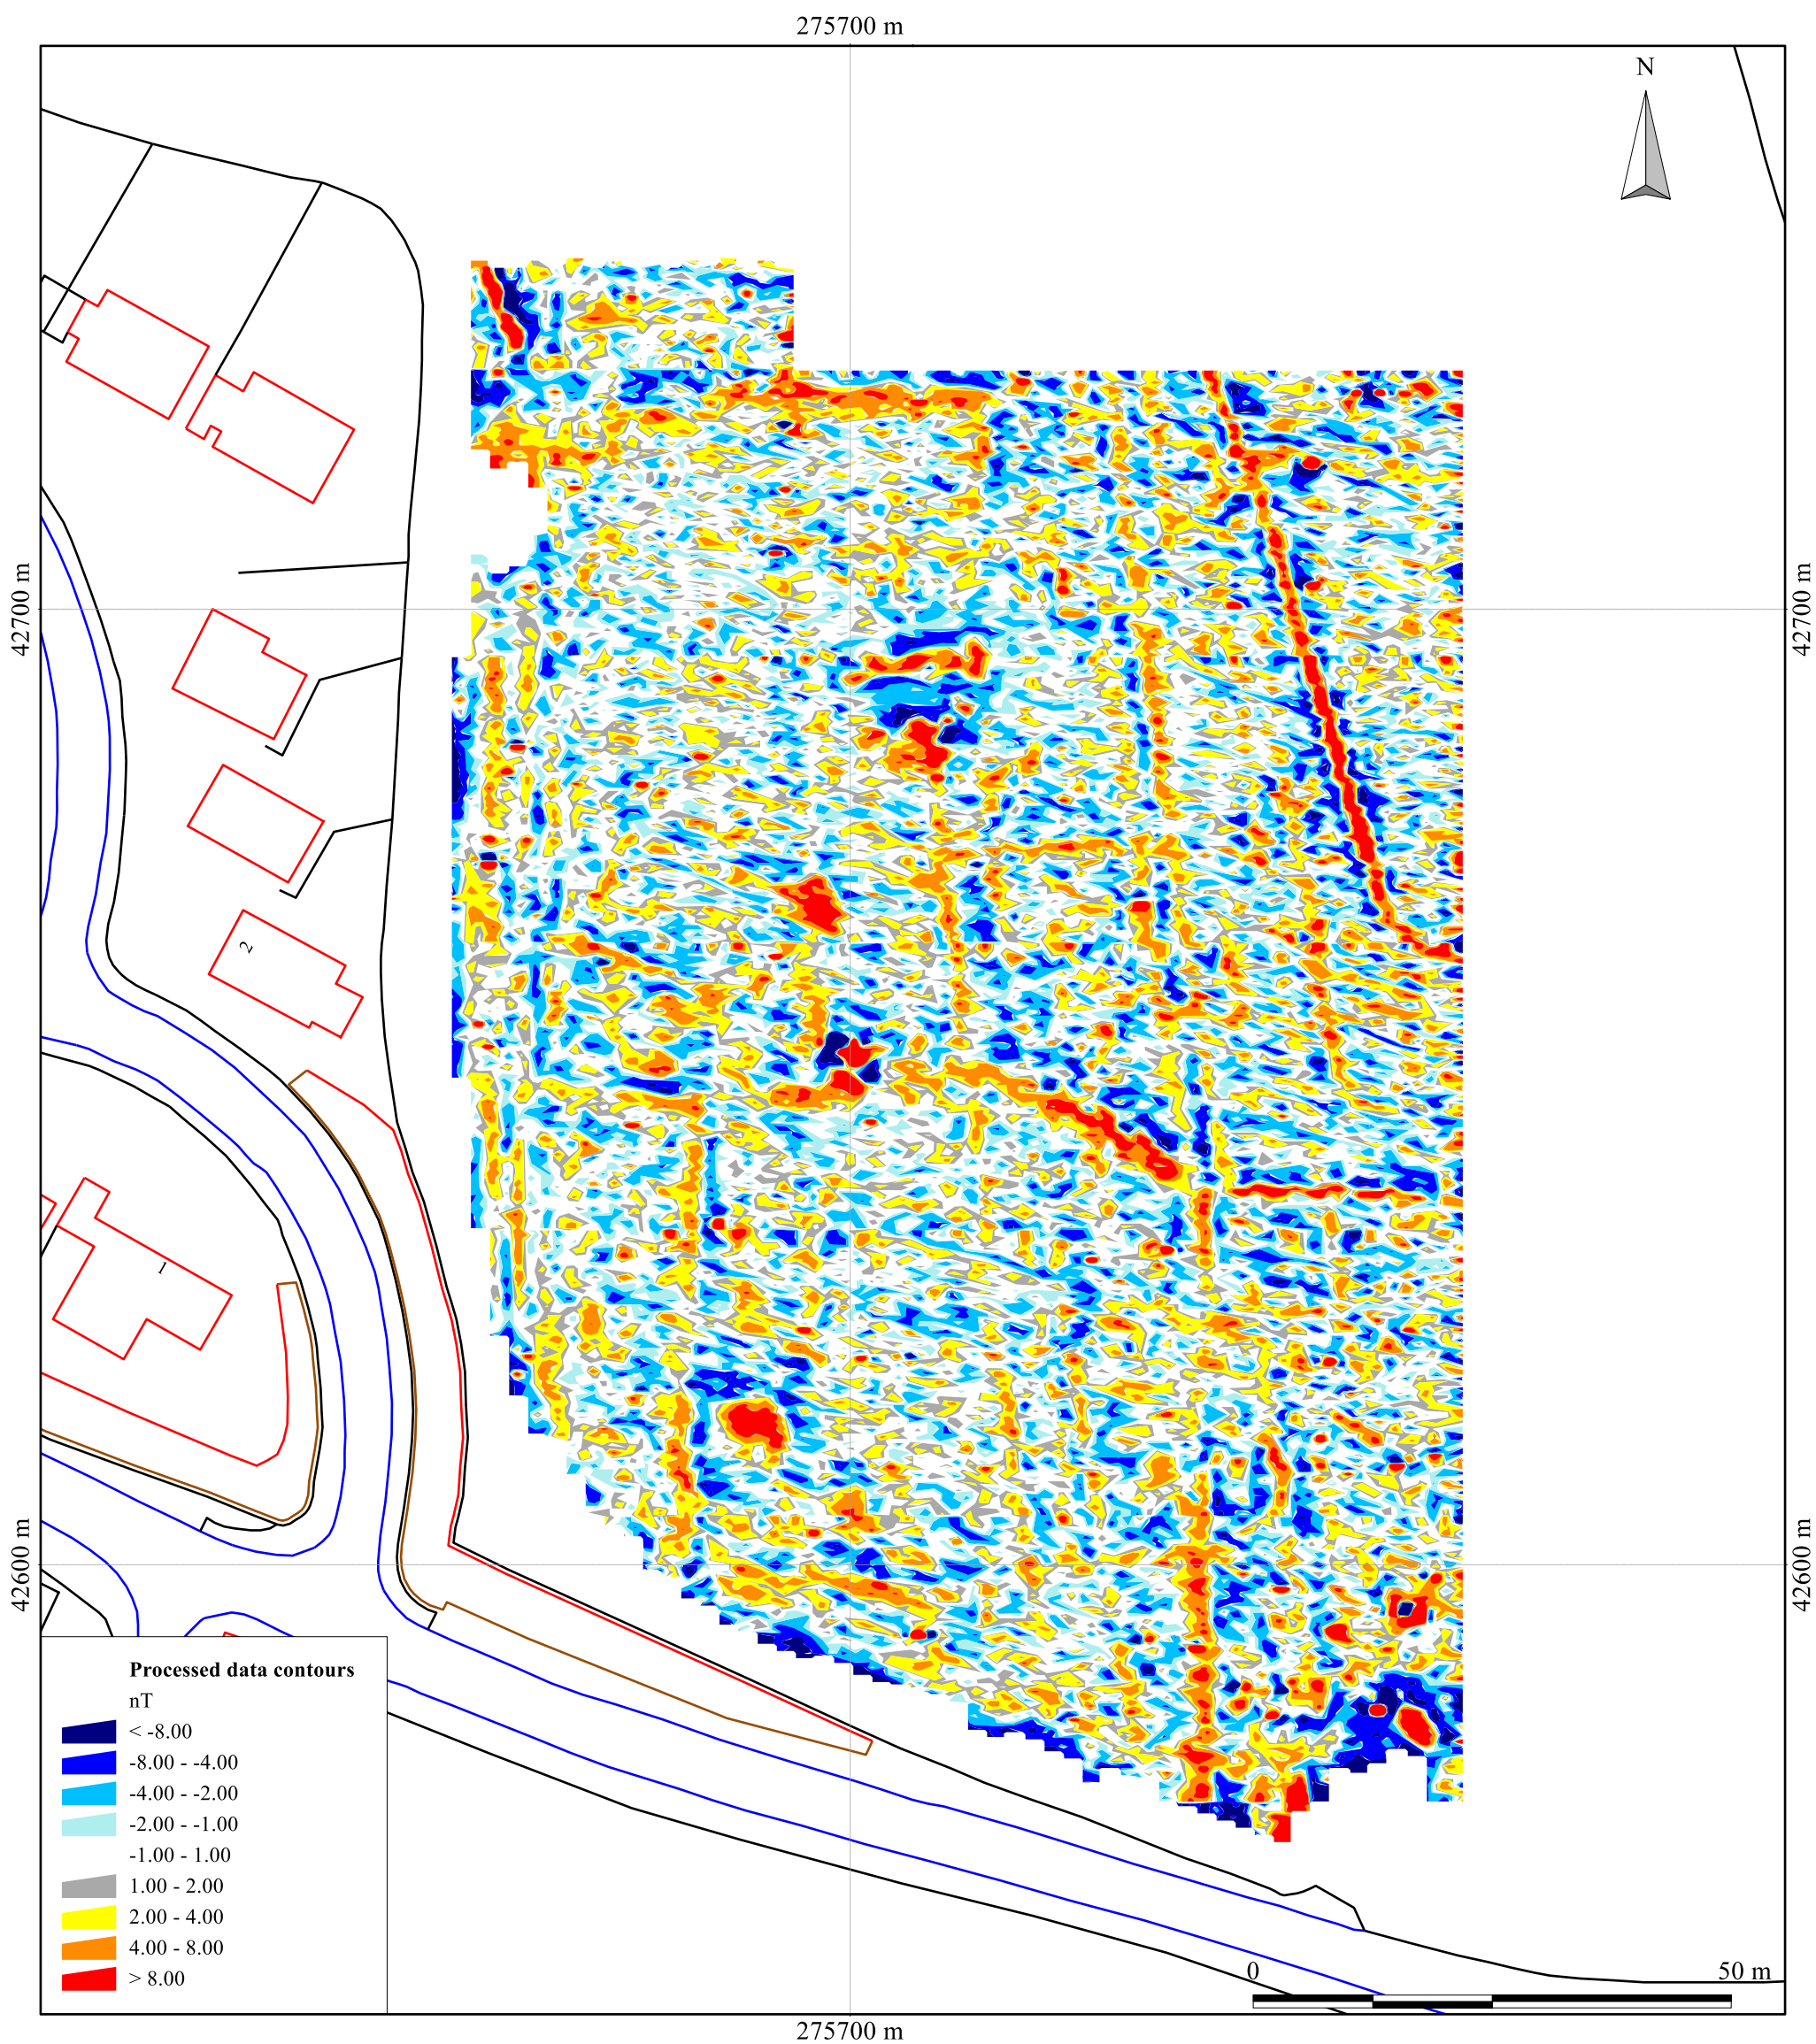 275700 m
N
42700 m
42700 m
2
1
42600 m
42600 m
Processed data contours
nT
< -8.00
-8.00 - -4.00
-4.00 - -2.00
-2.00 - -1.00
-1.00 - 1.00
1.00 - 2.00
2.00 - 4.00
4.00 - 8.00
> 8.00
0 50 m
275700 m